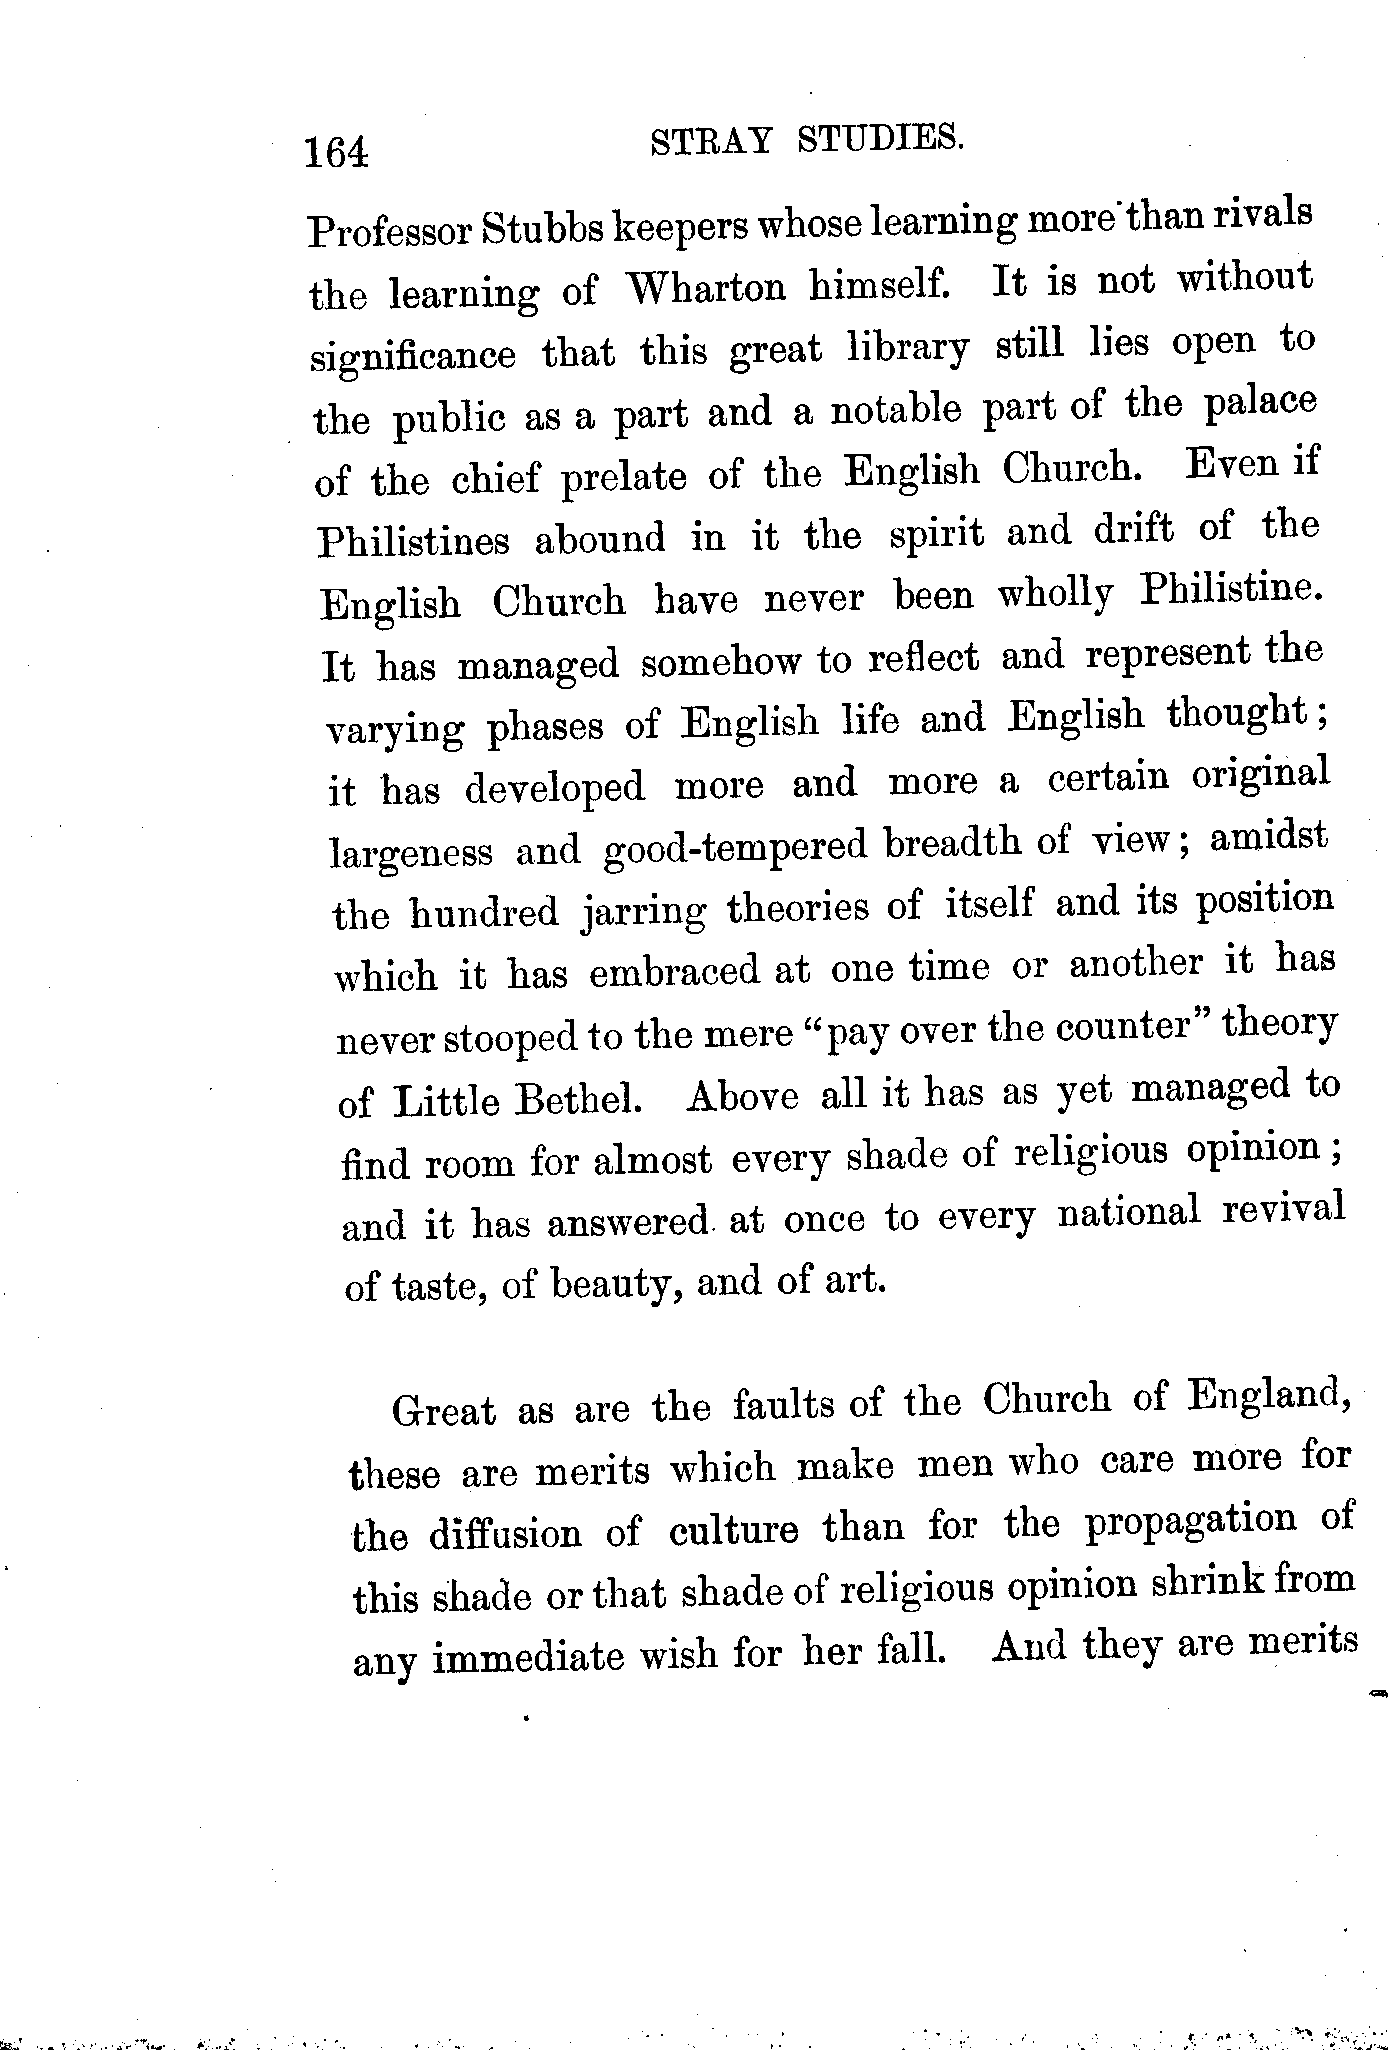 164 STRAY STUDIES.
Professor Stubbs keepers whose learning more than rivals
the learning of Wharton himself. It is not without
significance that this great library still lies open to
the public as a part and a notable part of the palace
of the chief prelate of the English Church. Even if
Philistines abound in it the spirit and drift of the
English Church have never been wholly Philistine.
It has managed somehow to reflect and represent the
varying phases of English life and English thought;
it has developed more and more a certain original
largeness and good-tempered breadth of view; amidst
the hundred jarring theories of itself and its position
which it has embraced at one time or another it has
never stooped to the mere "pay over the counter" theory
of Little Bethel. Above all it has as yet managed to
find room for almost every shade of religious opinion;
and it has answered at once to every national revival
of taste, of beauty, and of art.
Great as are the faults of the Church of England,
these are merits which make men who care more for
the diffusion of culture than for the propagation of
this shade or that shade of religious opinion shrink from
any immediate wish for her fall. And they are merits